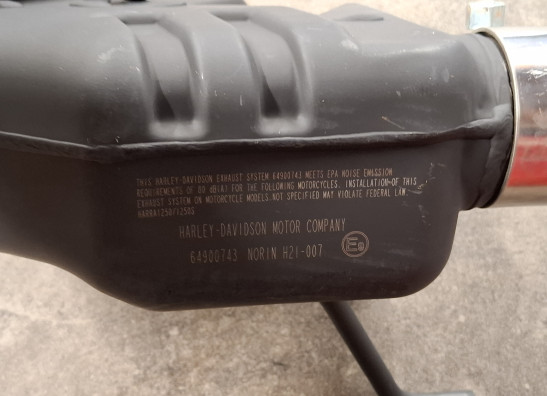 THIS HARLEY-DAVIDSON EXHAUST SYSTEM 64900743 MEETS EPA NOISE EMISSION
REQUIREMENTS OF 80 dB(A) FOR THE FOLLOWING MOTORCYCLES. INSTALLATION OF THIS
EXHAUST SYSTEM ON MOTORCYCLE MODELS NOT SPECIFIED MAY VIOLATE FEDERAL LAW.
HARRA1250/1250S
HARLEY-DAVIDSON MOTOR COMPANY
64900743 NORIN H21-007